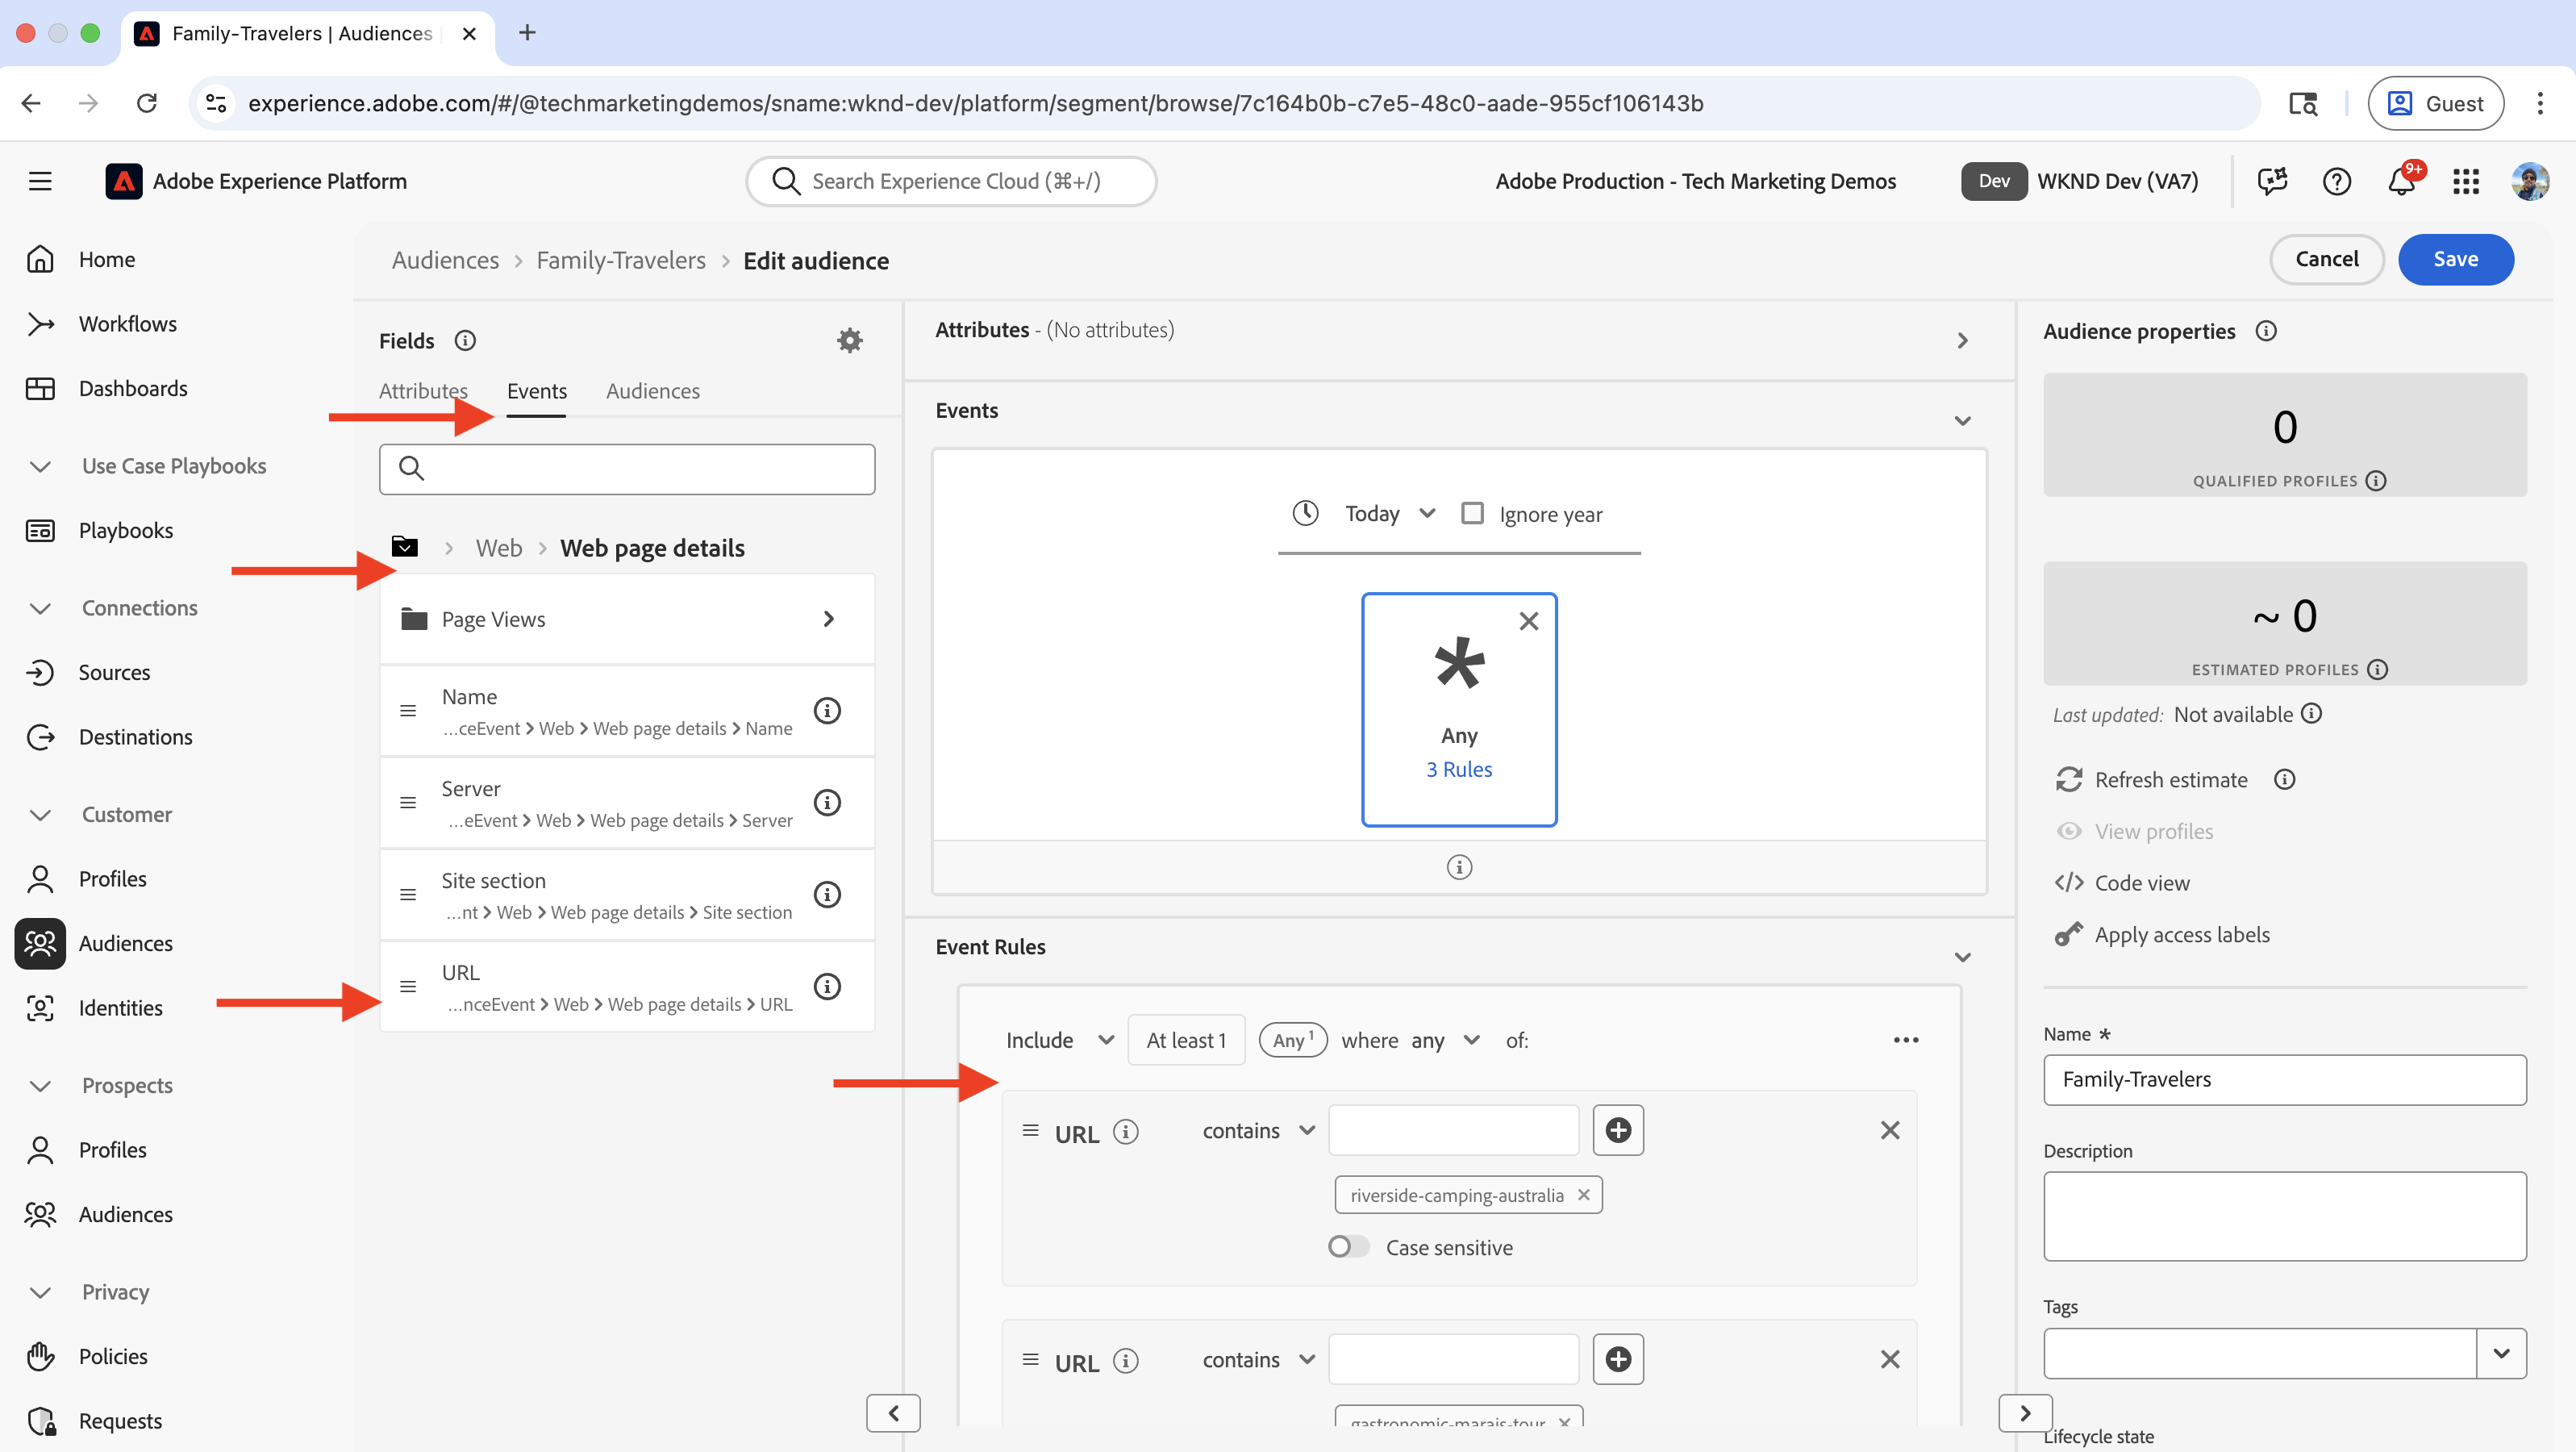 Family-Travelers | Audiences
experience.adobe.com/#/@techmarketingdemos/sname:wknd-dev/platform/segment/browse/7c164b0b-c7e5-48c0-aade-955cf106143b
Guest
Adobe Experience Platform
Search Experience Cloud (⌘+/)
Adobe Production - Tech Marketing Demos
Dev
WKND Dev (VA7)
9+
Home
Workflows
Dashboards
Use Case Playbooks
Playbooks
Connections
Sources
Destinations
Customer
Profiles
Audiences
Identities
Prospects
Profiles
Audiences
Privacy
Policies
Requests
Audiences > Family-Travelers > Edit audience
Cancel
Save
Fields
Attributes
Events
Audiences
> Web > Web page details
Page Views
Name
...ceEvent > Web > Web page details > Name
Server
...eEvent > Web > Web page details > Server
Site section
...nt > Web > Web page details > Site section
URL
...nceEvent > Web > Web page details > URL
Attributes - (No attributes)
Events
Today
Ignore year
*
Any
3 Rules
Event Rules
Include
At least 1
Any 1
where any
of:
URL
contains
riverside-camping-australia
Case sensitive
URL
contains
gastronomic-marais-tour
Audience properties
0
QUALIFIED PROFILES
~ 0
ESTIMATED PROFILES
Last updated: Not available
Refresh estimate
View profiles
Code view
Apply access labels
Name *
Family-Travelers
Description
Tags
Lifecycle state